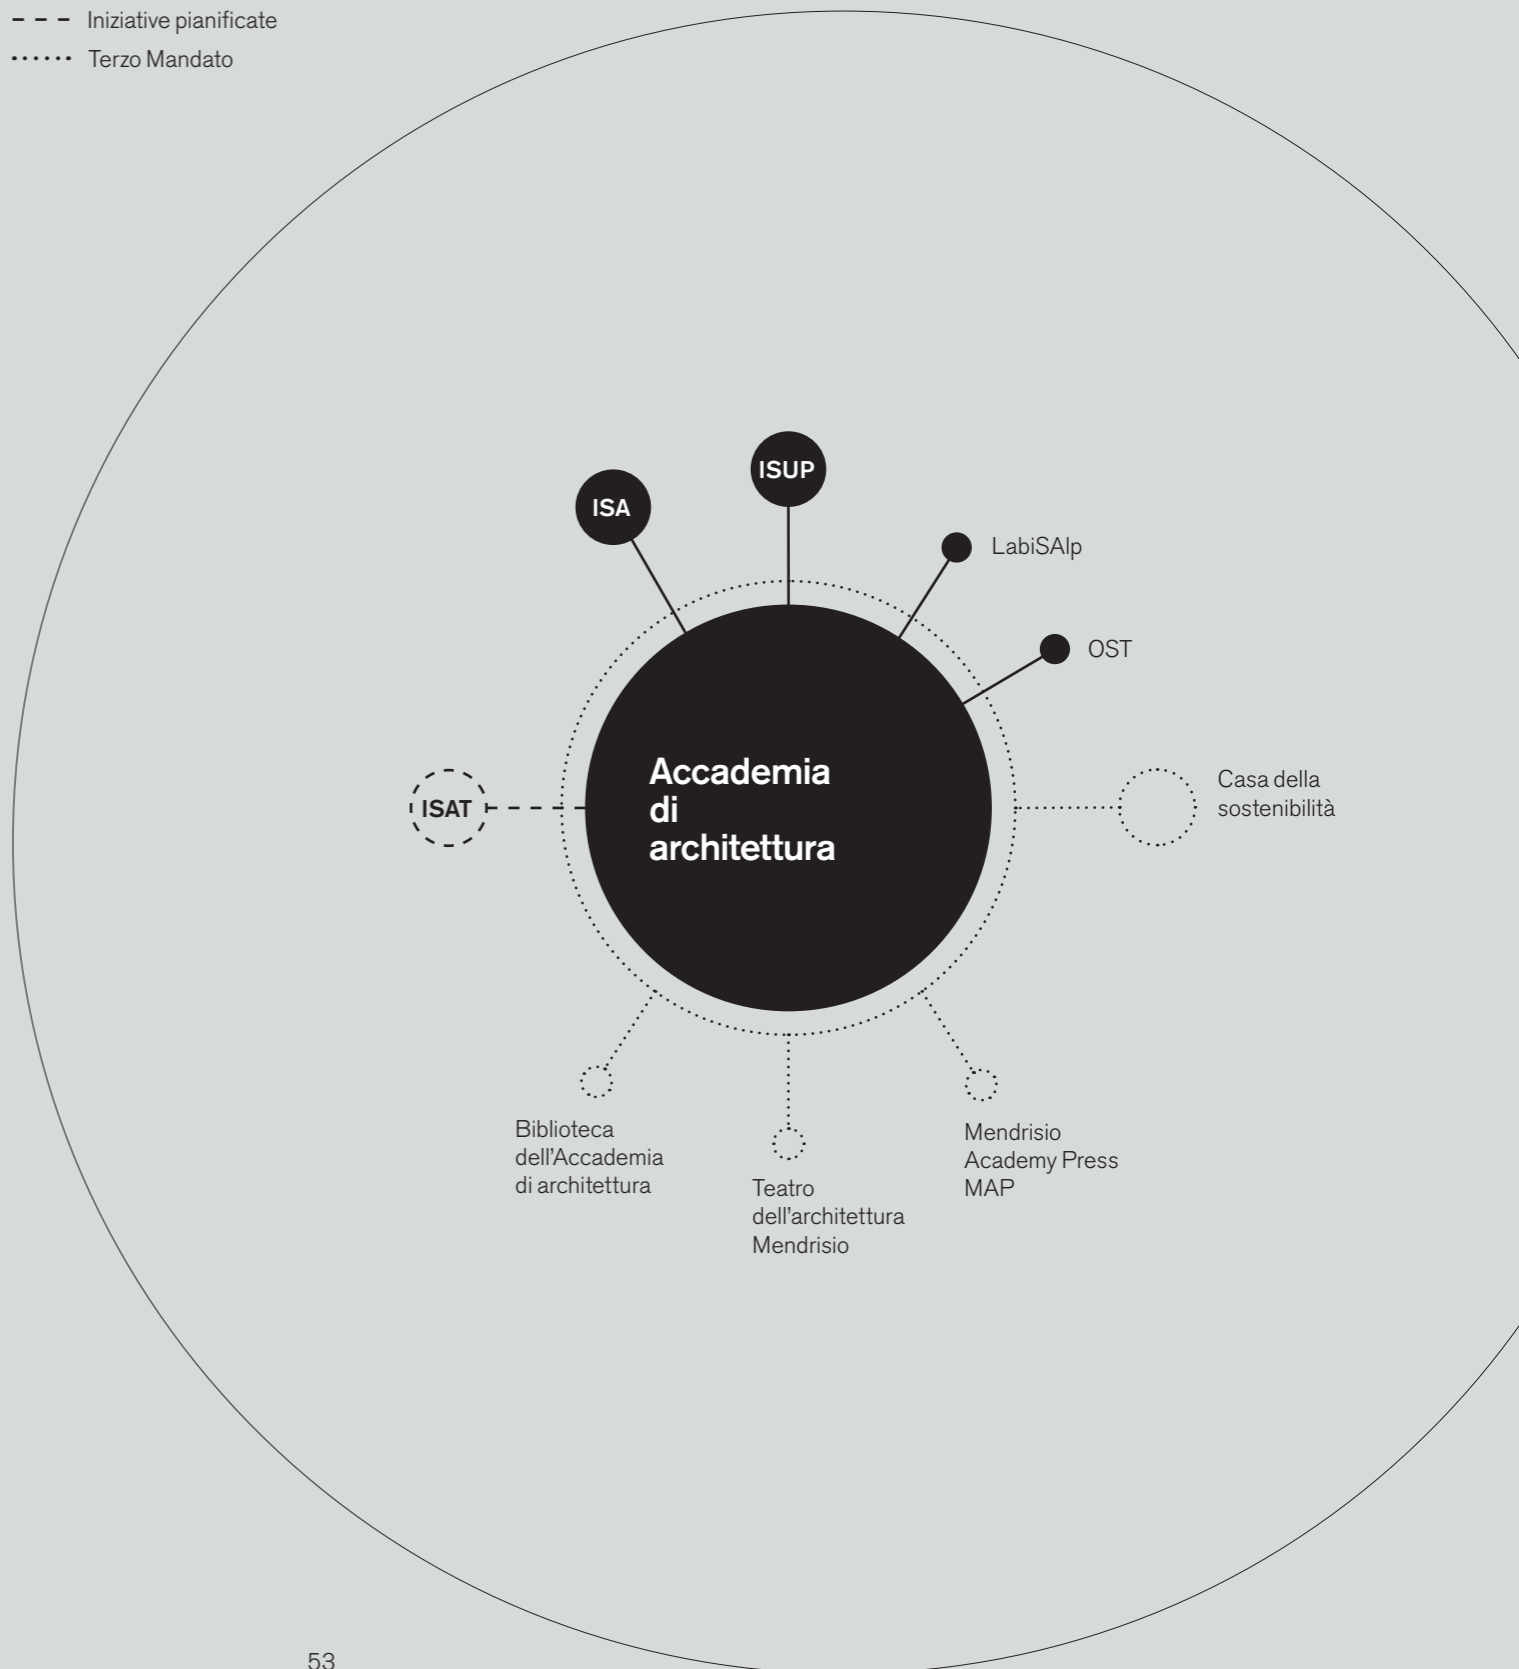 Iniziative pianificate
Terzo Mandato
ISUP
ISA
LabiSAlp
OST
Accademia
di
architettura
ISAT
Casa della
sostenibilità
Biblioteca
dell'Accademia
di architettura
Teatro
dell'architettura
Mendrisio
Mendrisio
Academy Press
MAP
53